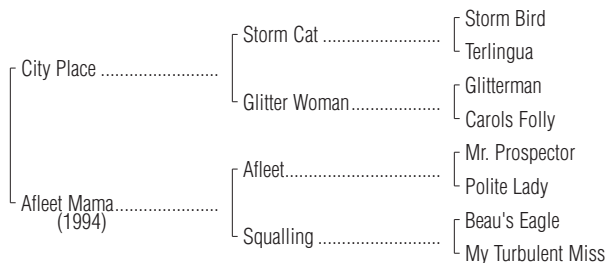 Storm Bird
Storm Cat ........................
Terlingua
City Place ........................
Glitterman
Glitter Woman..................
Carols Folly
Mr. Prospector
Afleet................................
Polite Lady
Afleet Mama.....................
(1994)
Beau's Eagle
Squalling .........................
My Turbulent Miss